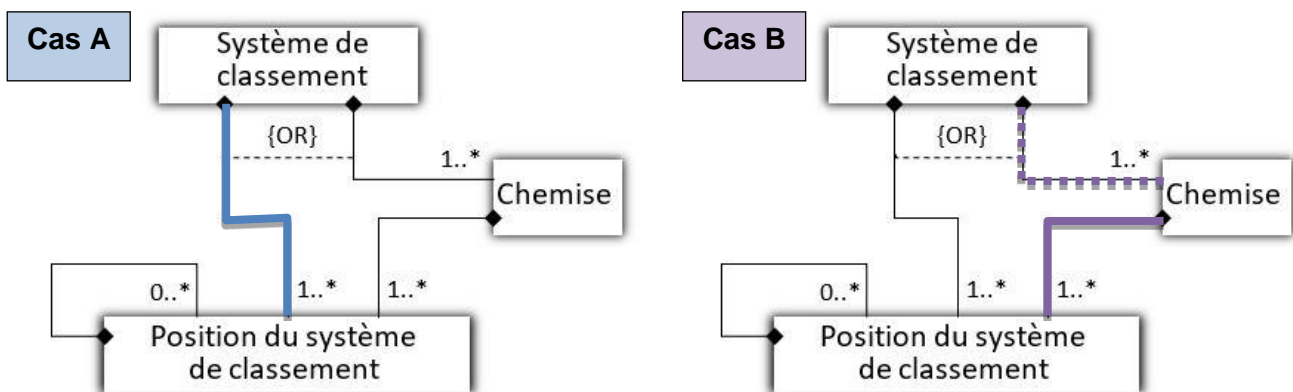 Cas A
Système de
classement
{OR}
1..*
Chemise
0..*
1..*
1..*
Position du système
de classement
Cas B
Système de
classement
{OR}
1..*
Chemise
0..*
1..*
1..*
Position du système
de classement